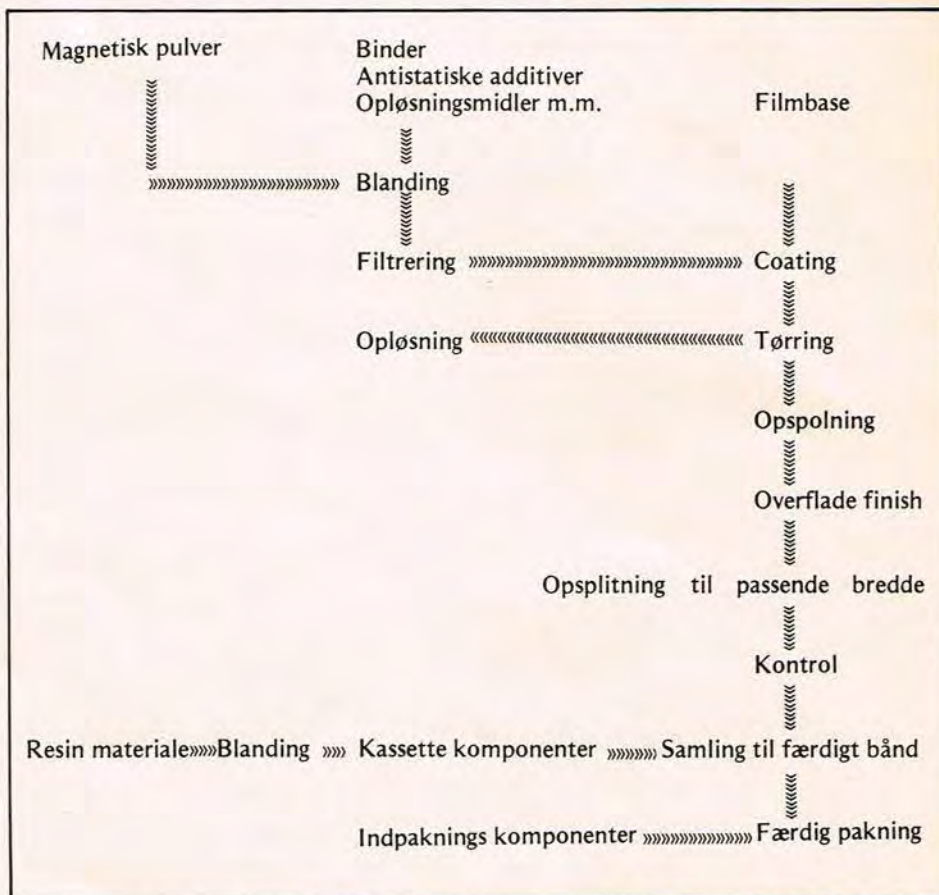 Magnetisk pulver
Binder
Antistatiske additiver
Opløsningsmidler m.m.
Filmbase
Blanding
Filtrering
Coating
Opløsning
Tørring
Opspolning
Overflade finish
Opsplitning til passende bredde
Kontrol
Resin materiale»»»Blanding »»» Kassette komponenter »»»»» Samling til færdigt bånd
Indpaknings komponenter »»»»»»»» Færdig pakning